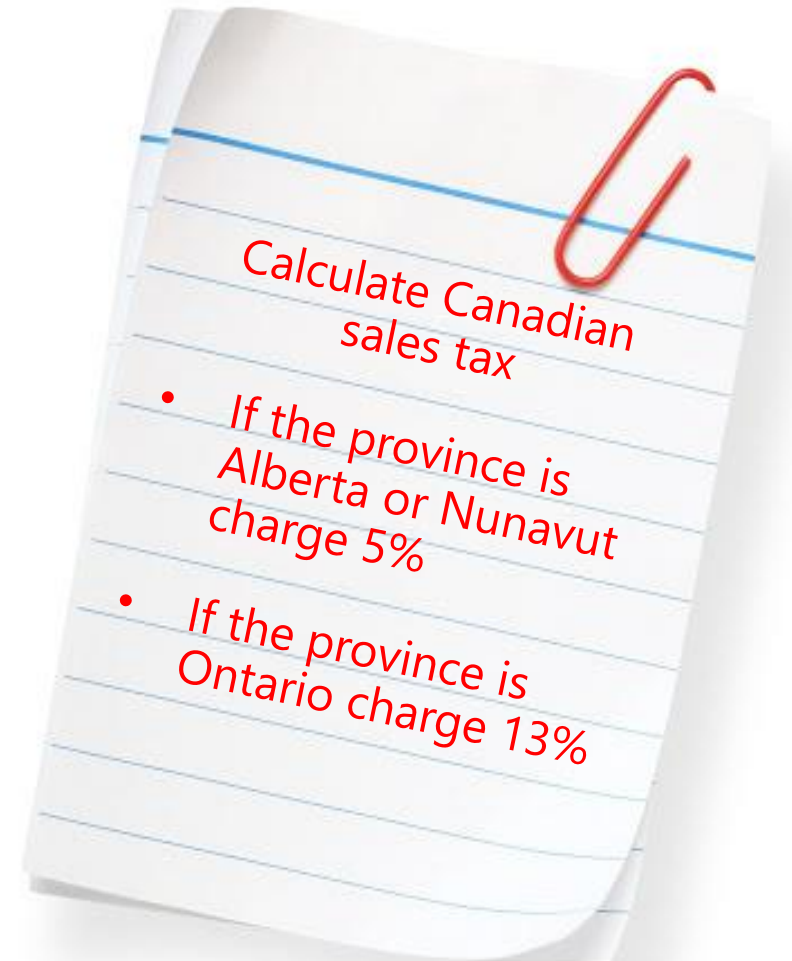 Calculate Canadian
sales tax
• If the province is
Alberta or Nunavut
charge 5%
• If the province is
Ontario charge 13%